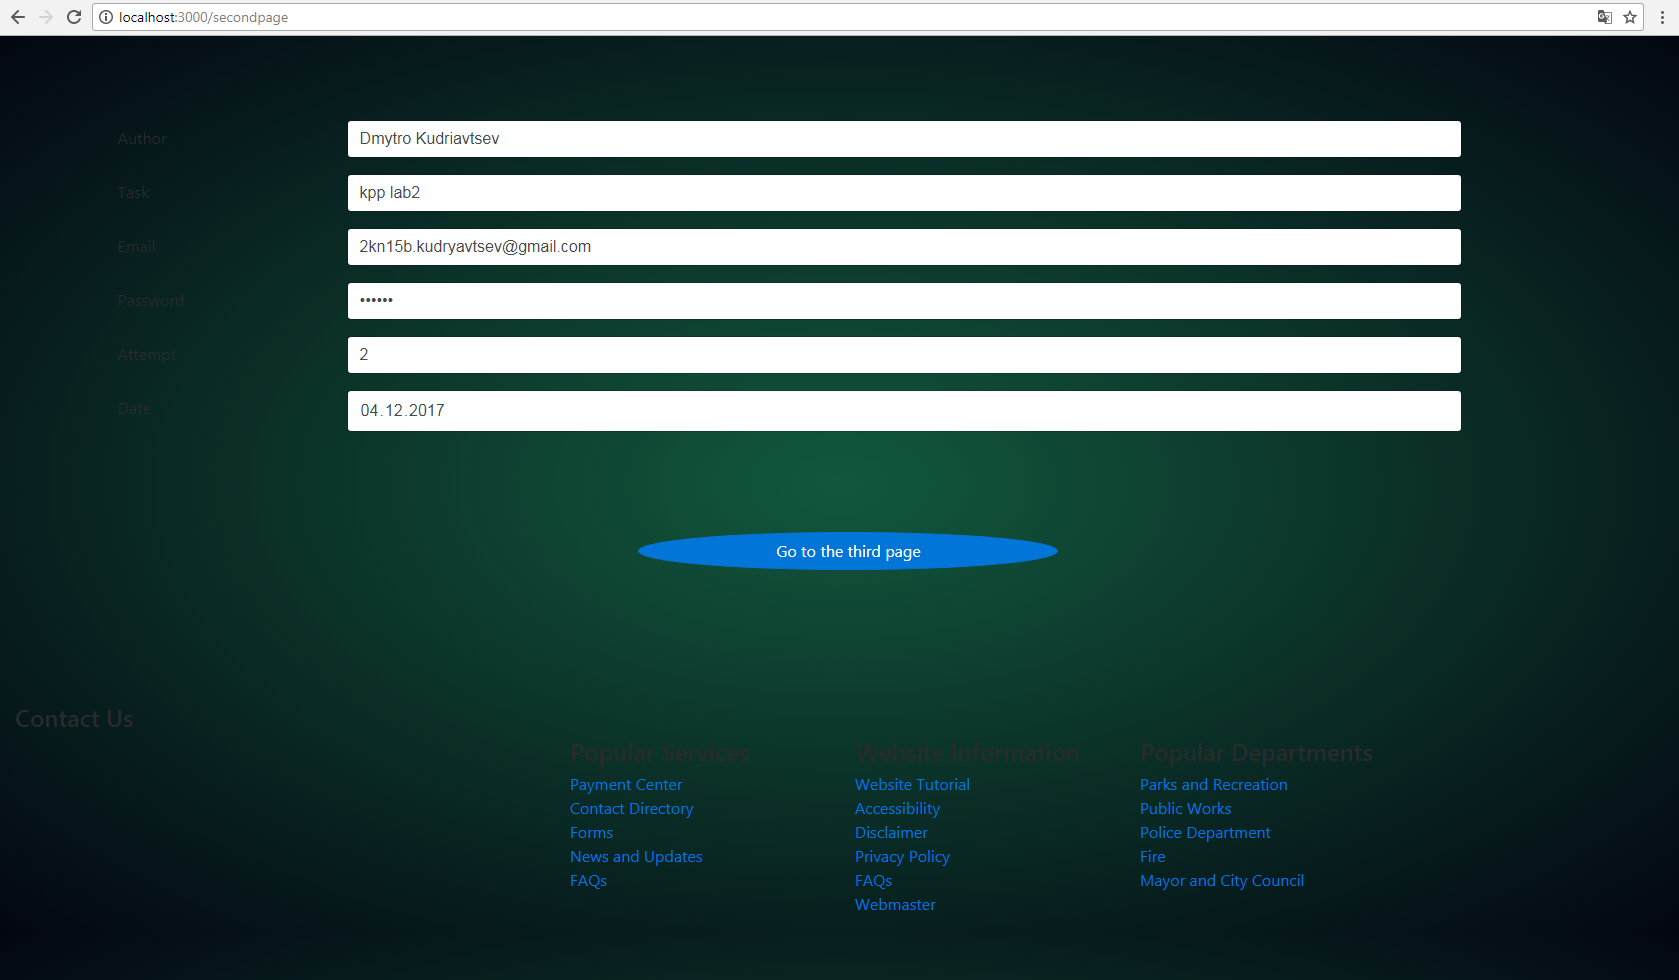 localhost:3000/secondpage
Author
Dmytro Kudriavtsev
Task
kpp lab2
Email
2kn15b.kudryavtsev@gmail.com
Password
••••••
Attempt
2
Date
04.12.2017
Go to the third page
Contact Us
Popular Services
Payment Center
Contact Directory
Forms
News and Updates
FAQs
Website Information
Website Tutorial
Accessibility
Disclaimer
Privacy Policy
FAQs
Webmaster
Popular Departments
Parks and Recreation
Public Works
Police Department
Fire
Mayor and City Council